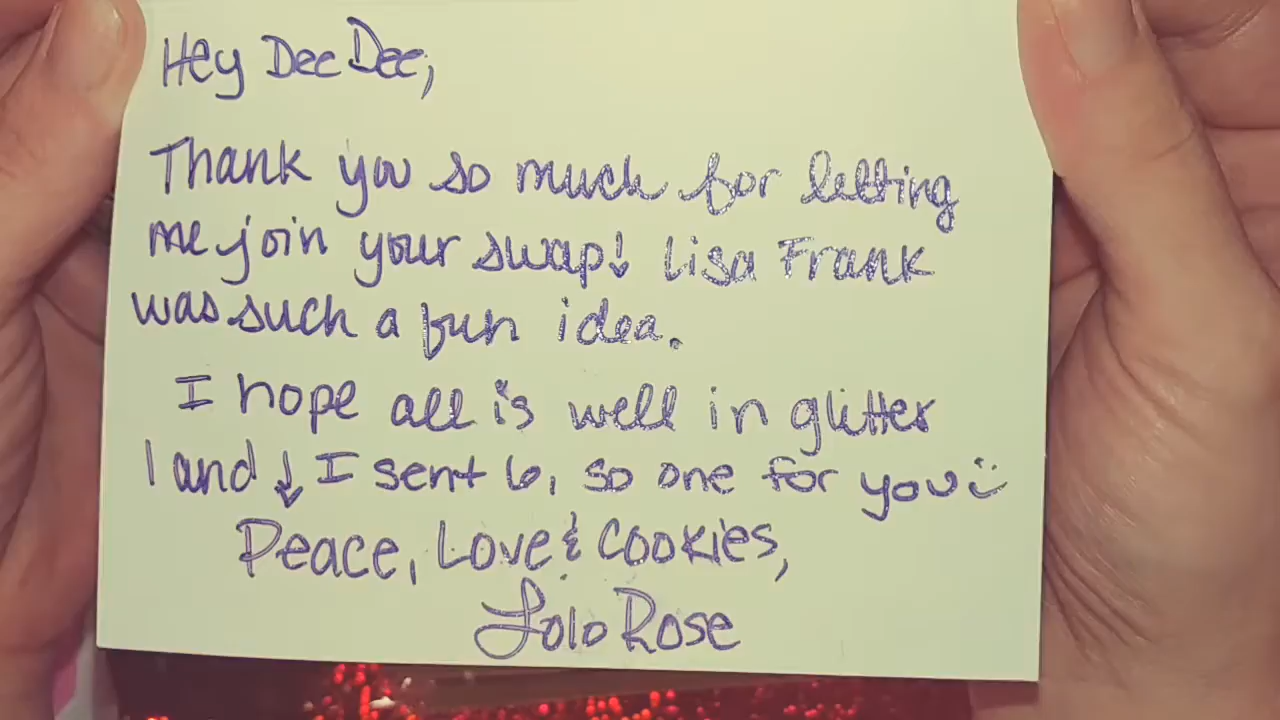 Hey Dee Dee,
Thank you so much for letting
me join your swap! Lisa Frank
was such a fun idea.
I hope all is well in glitter
land! I sent 6, so one for you :)
Peace, Love & Cookies,
Lolo Rose